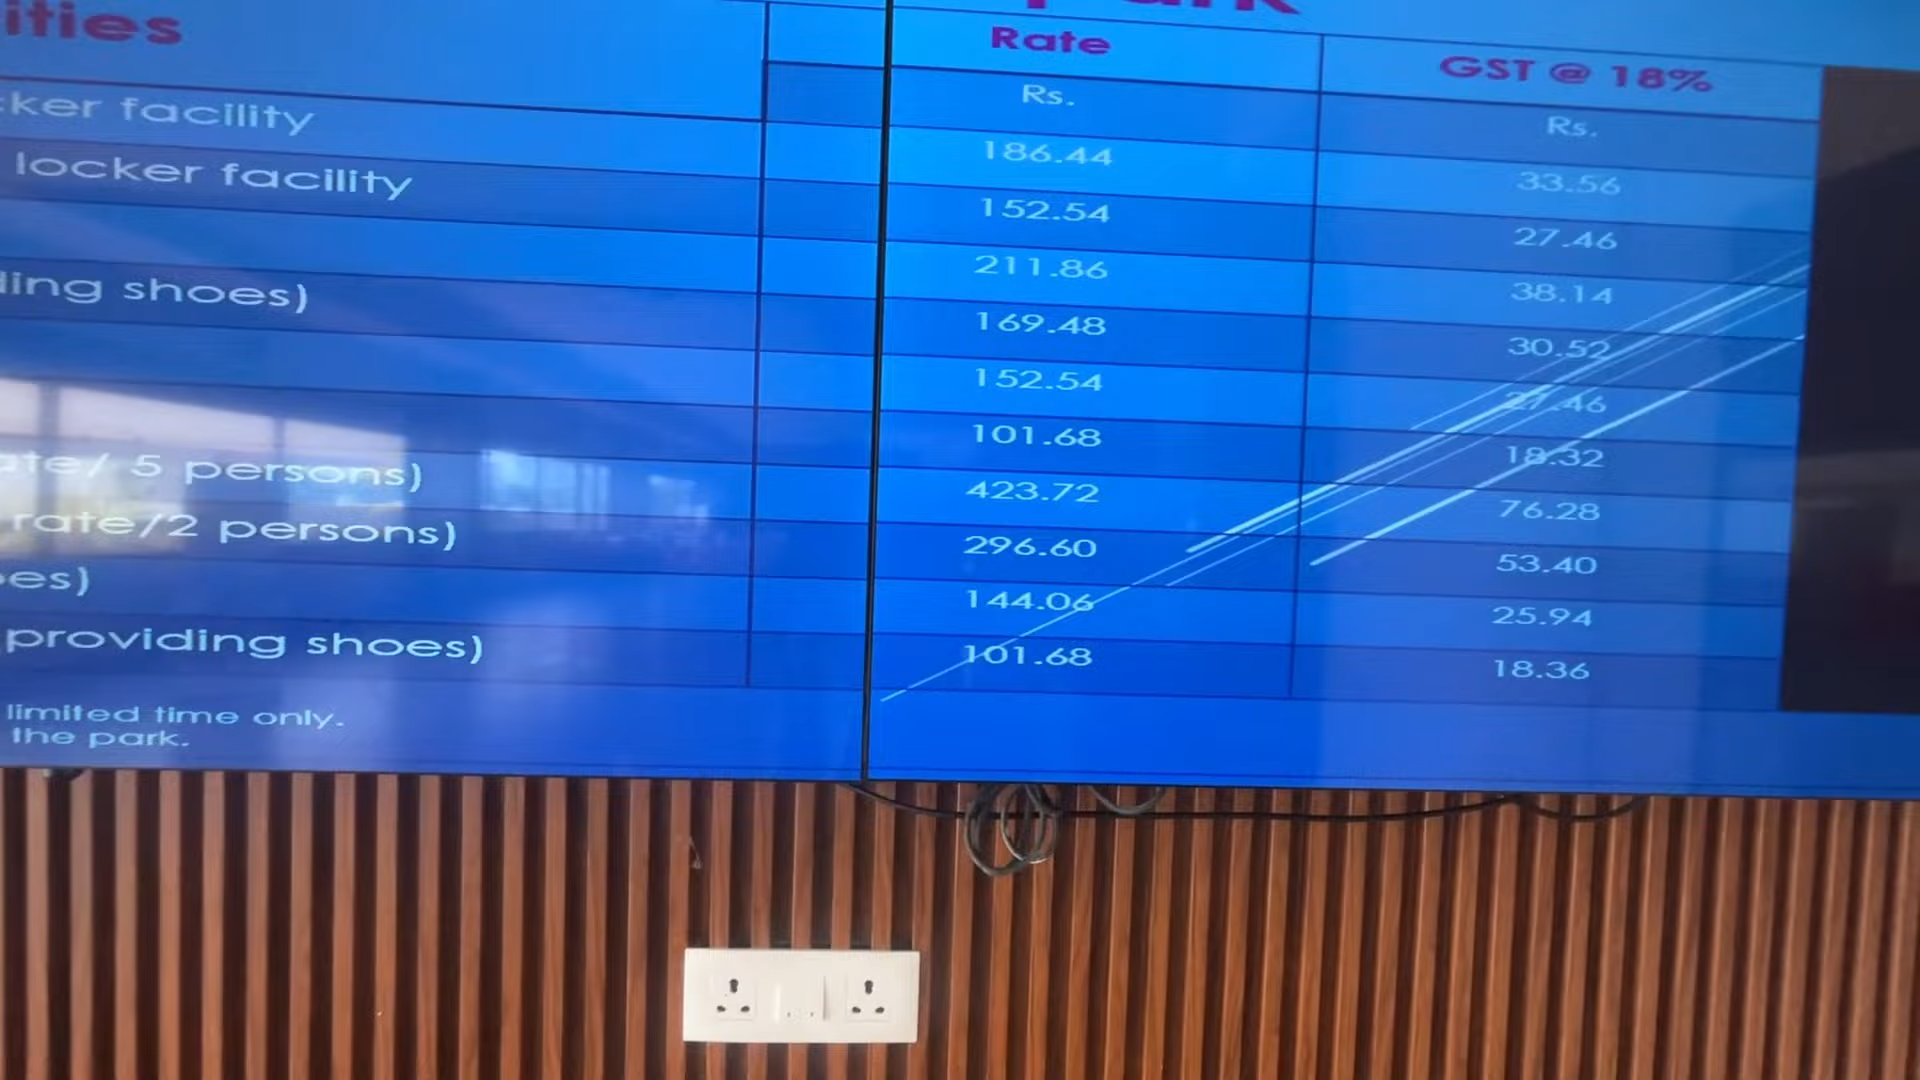 ities Rate GST @ 18%
Rs. Rs.
facility 186.44 33.56
locker facility 152.54 27.46
211.86 38.14
shoes) 169.48 30.52
152.54 27.46
101.68 18.32
5 persons) 423.72 76.28
rate/2 persons) 296.60 53.40
144.06 25.94
providing shoes) 101.68 18.36
limited time only.
the park.